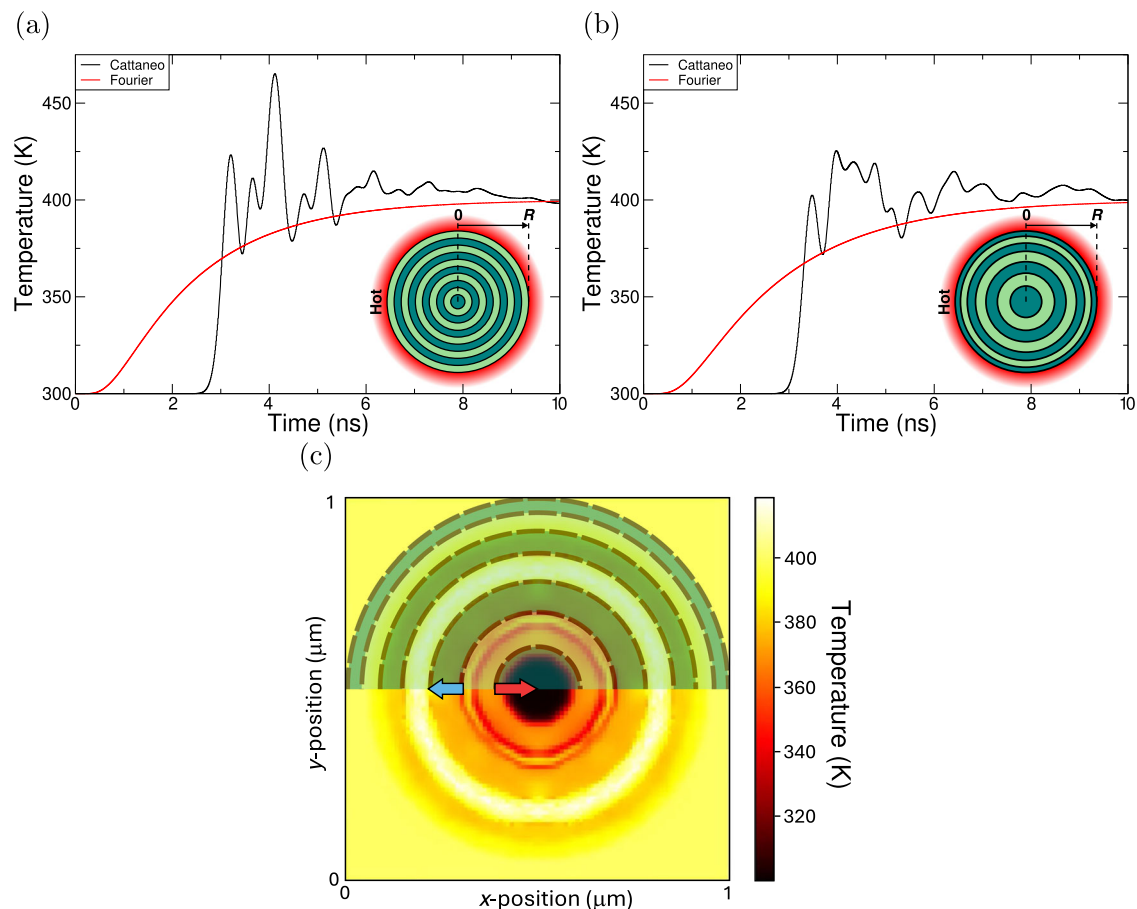 (a)
Cattaneo
Fourier
Temperature (K)
450
400
350
300
0
2
4
6
8
10
Time (ns)
0
R
Hot
(b)
Cattaneo
Fourier
Temperature (K)
450
400
350
300
0
2
4
6
8
10
Time (ns)
0
R
Hot
(c)
1
y-position (μm)
0
0
x-position (μm)
1
400
380
360
340
320
Temperature (K)